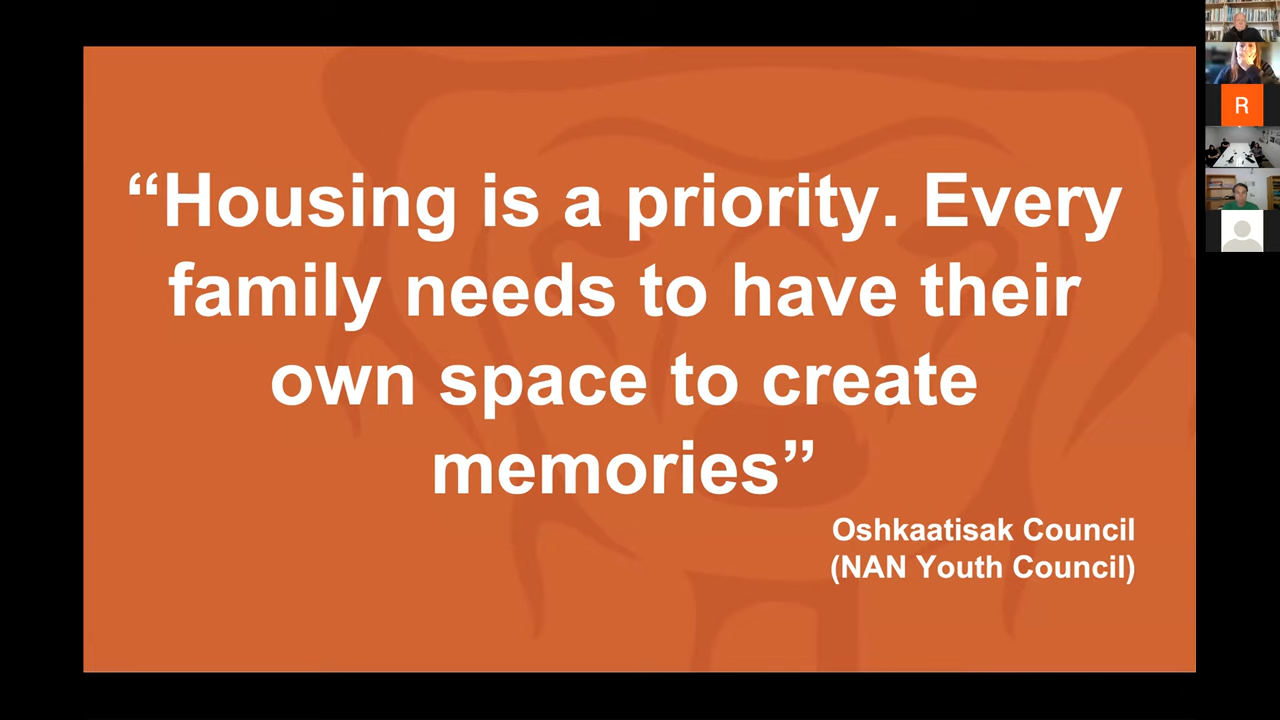 “Housing is a priority. Every
family needs to have their
own space to create
memories”
Oshkaatisak Council
(NAN Youth Council)
R